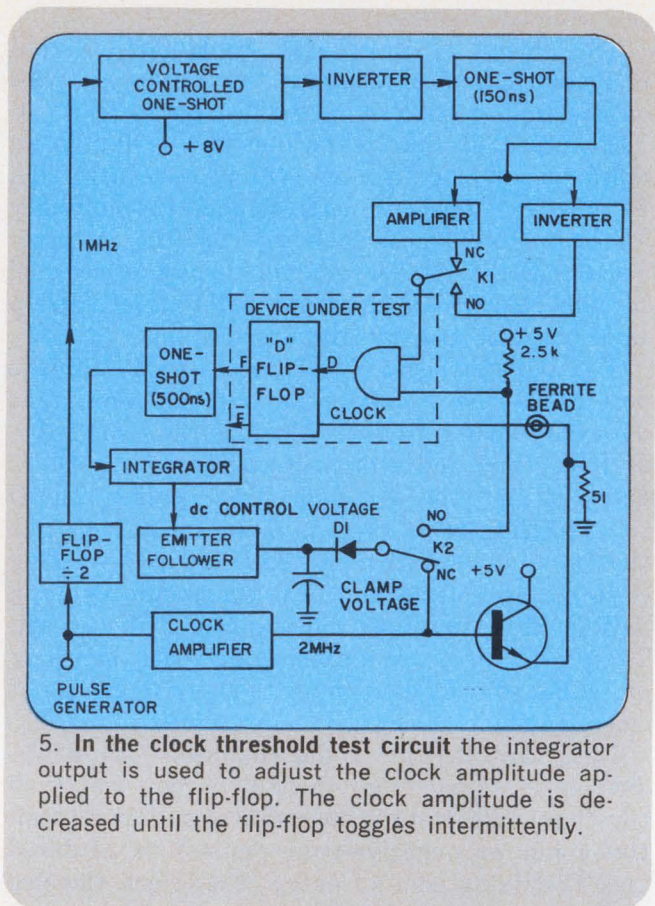 VOLTAGE
CONTROLLED
ONE-SHOT
INVERTER
ONE-SHOT
(150ns)
+8V
1MHz
AMPLIFIER
INVERTER
NC
K1
NO
DEVICE UNDER TEST
+5V
2.5k
ONE-
SHOT
(500ns)
F
"D"
FLIP-
FLOP
D
F
CLOCK
FERRITE
BEAD
51
INTEGRATOR
dc CONTROL VOLTAGE
NO
D1
K2
FLIP-
FLOP
÷2
EMITTER
FOLLOWER
NC
+5V
CLAMP
VOLTAGE
CLOCK
AMPLIFIER
2MHz
PULSE
GENERATOR
5. In the clock threshold test circuit the integrator
output is used to adjust the clock amplitude ap-
plied to the flip-flop. The clock amplitude is de-
creased until the flip-flop toggles intermittently.